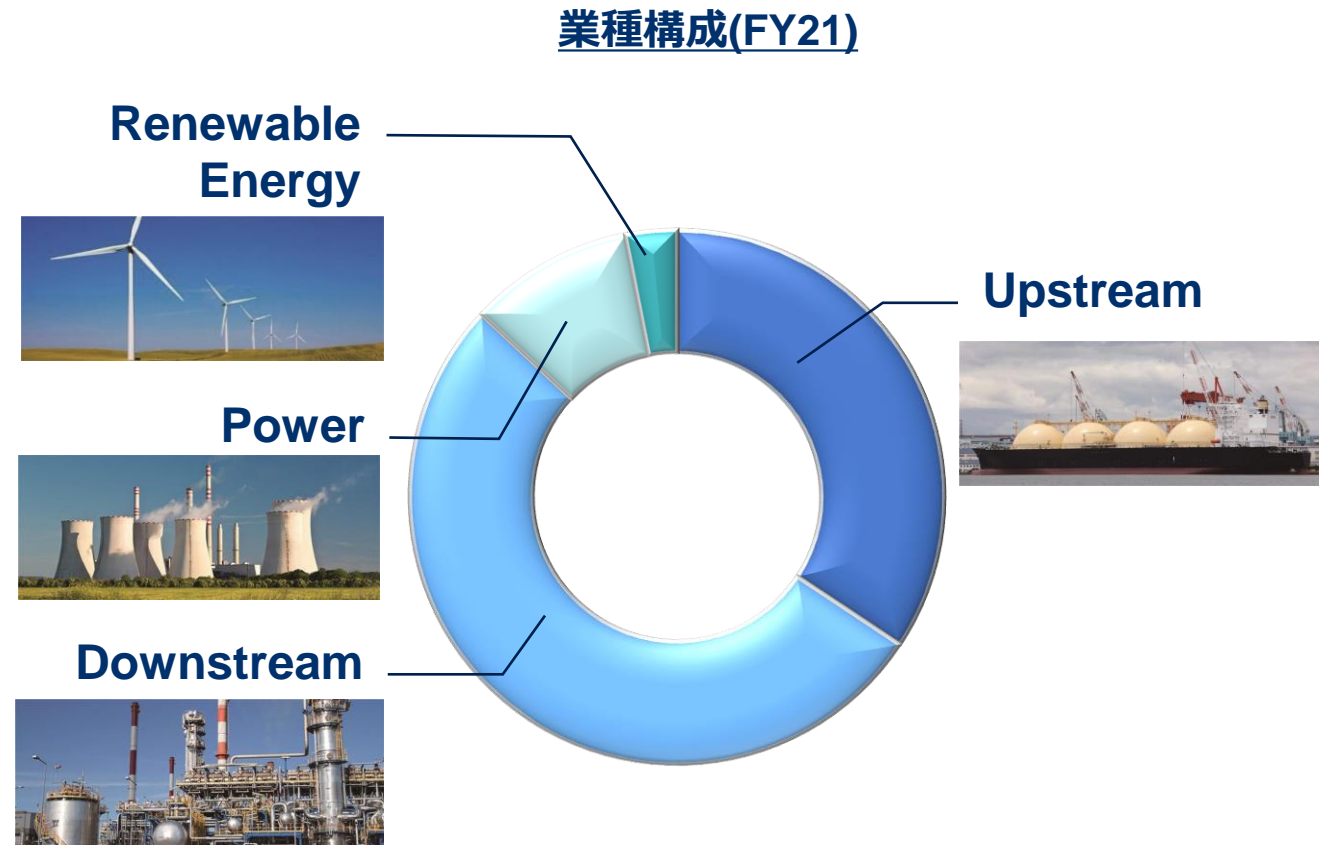 業種構成(FY21)
Renewable
Energy
Upstream
Power
Downstream